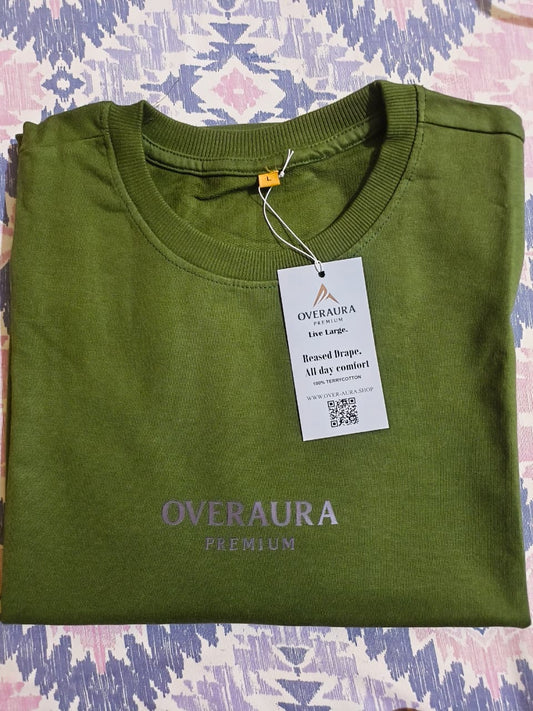 L
OVERAURA
PREMIUM
Live Large.
Reased Drape.
All day comfort
100% TERRYCOTTON
WWW.OVER-AURA.SHOP
OVERAURA
PREMIUM